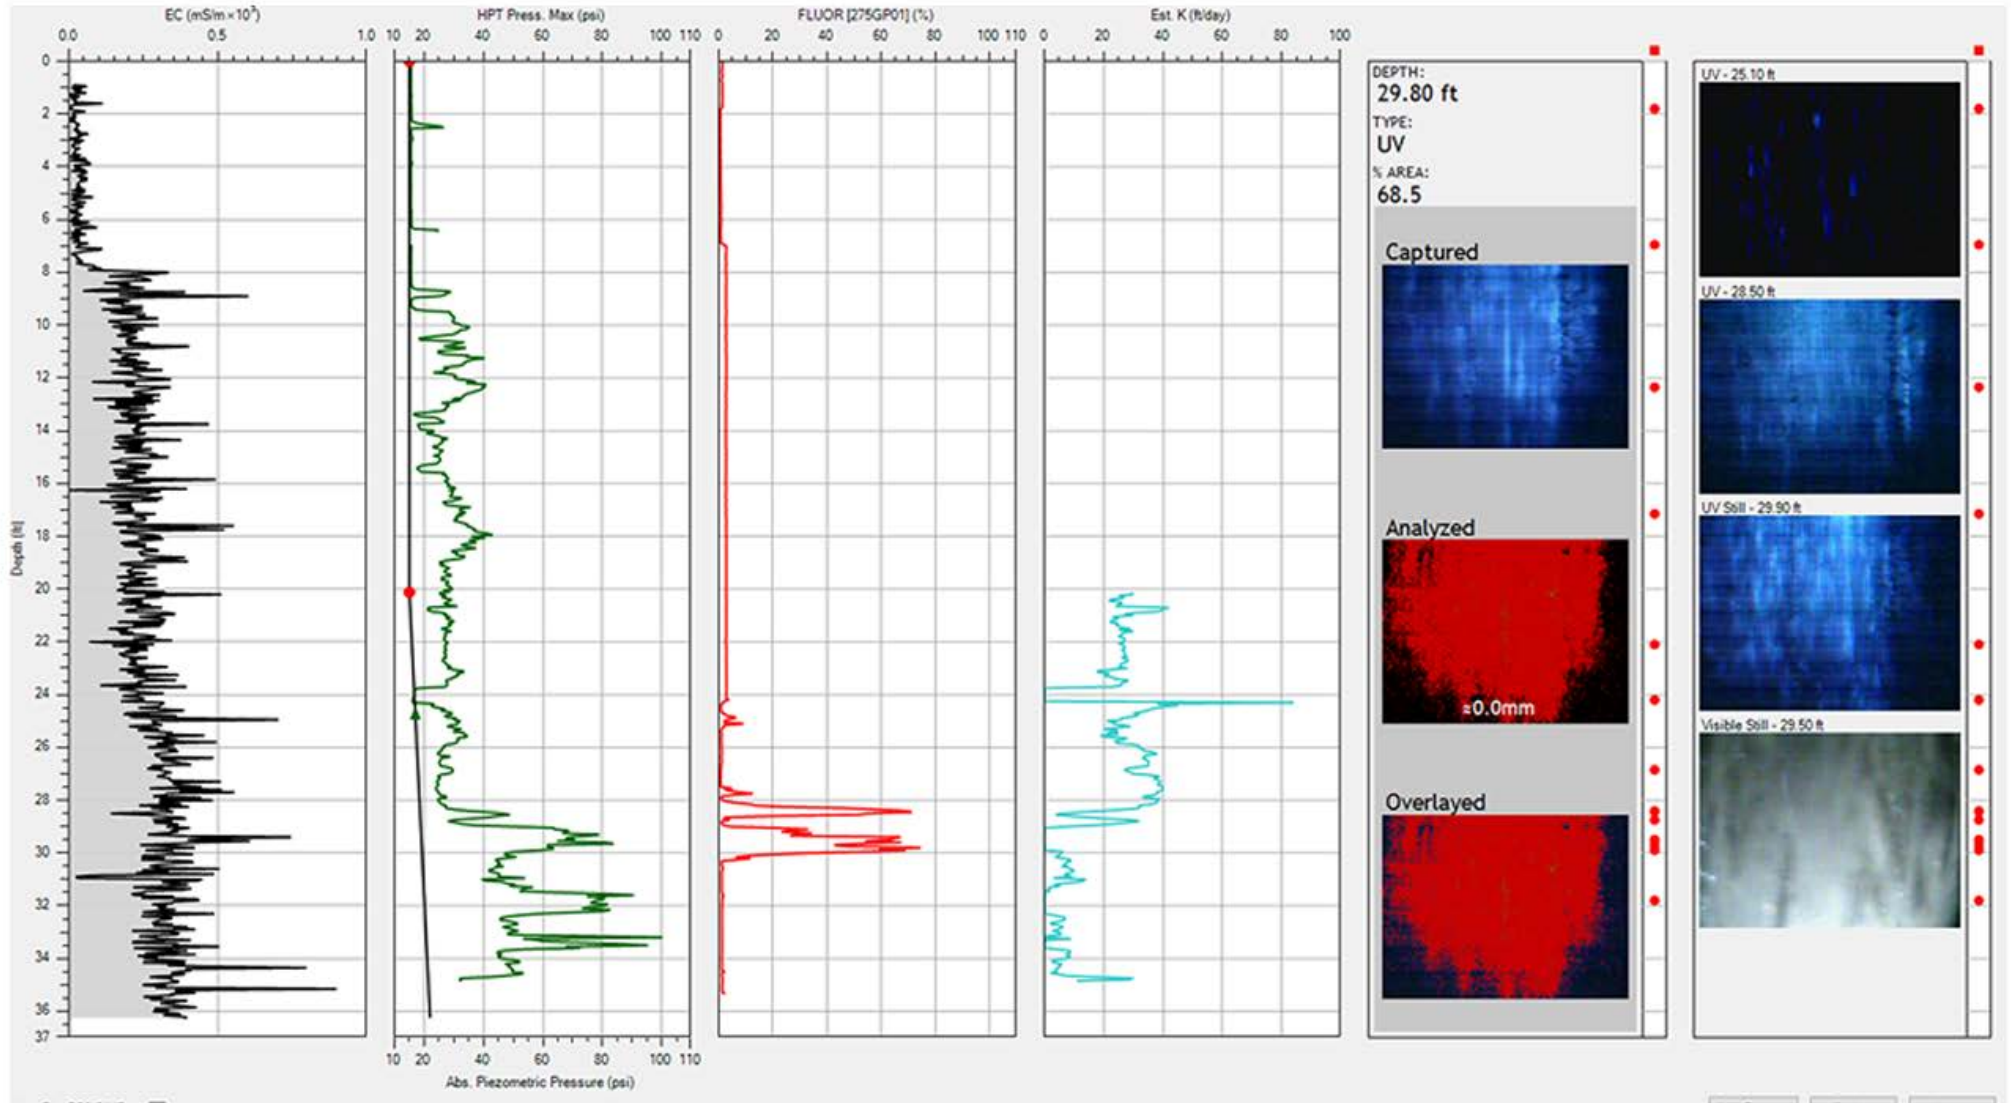 EC (mS/m×10³)
HPT Press. Max (psi)
FLUOR [275GP01] (%)
Est. K (ft/day)
0.0 0.5 1.0
10 20 40 60 80 100 110
0 20 40 60 80 100 110
0 20 40 60 80 100
Depth (ft)
0
2
4
6
8
10
12
14
16
18
20
22
24
26
28
30
32
34
36
37
10 20 40 60 80 100 110
Abs. Piezometric Pressure (psi)
DEPTH:
29.80 ft
TYPE:
UV
% AREA:
68.5
Captured
Analyzed
≈0.0mm
Overlayed
UV - 25.10 ft
UV - 28.50 ft
UV Still - 29.90 ft
Visible Still - 29.50 ft